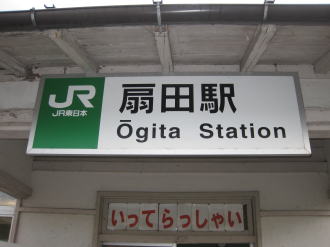 JR
JR東日本
扇田駅
Ōgita Station
いってらっしゃい